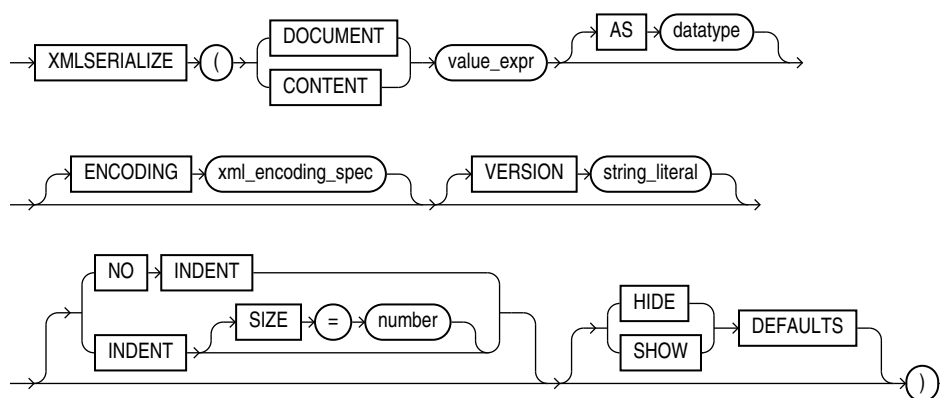 DOCUMENT
AS datatype
XMLSERIALIZE ( value_expr
CONTENT
ENCODING xml_encoding_spec VERSION string_literal
NO INDENT
HIDE
SIZE = number DEFAULTS
INDENT SHOW
)